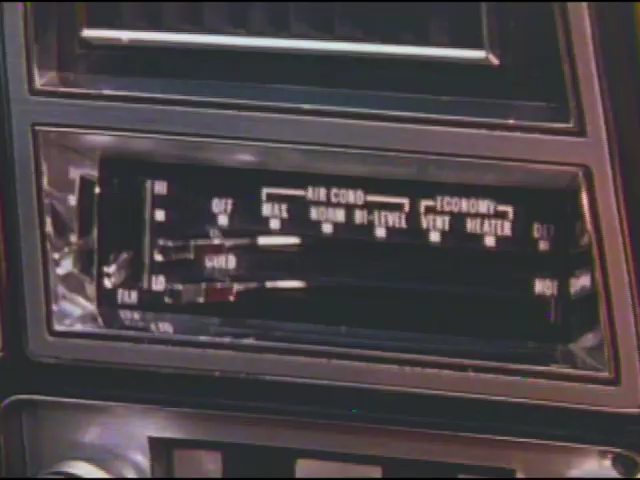 HI
AIR COND
ECONOMY
OFF MAX NORM BI-LEVEL VENT HEATER
LO
FAN